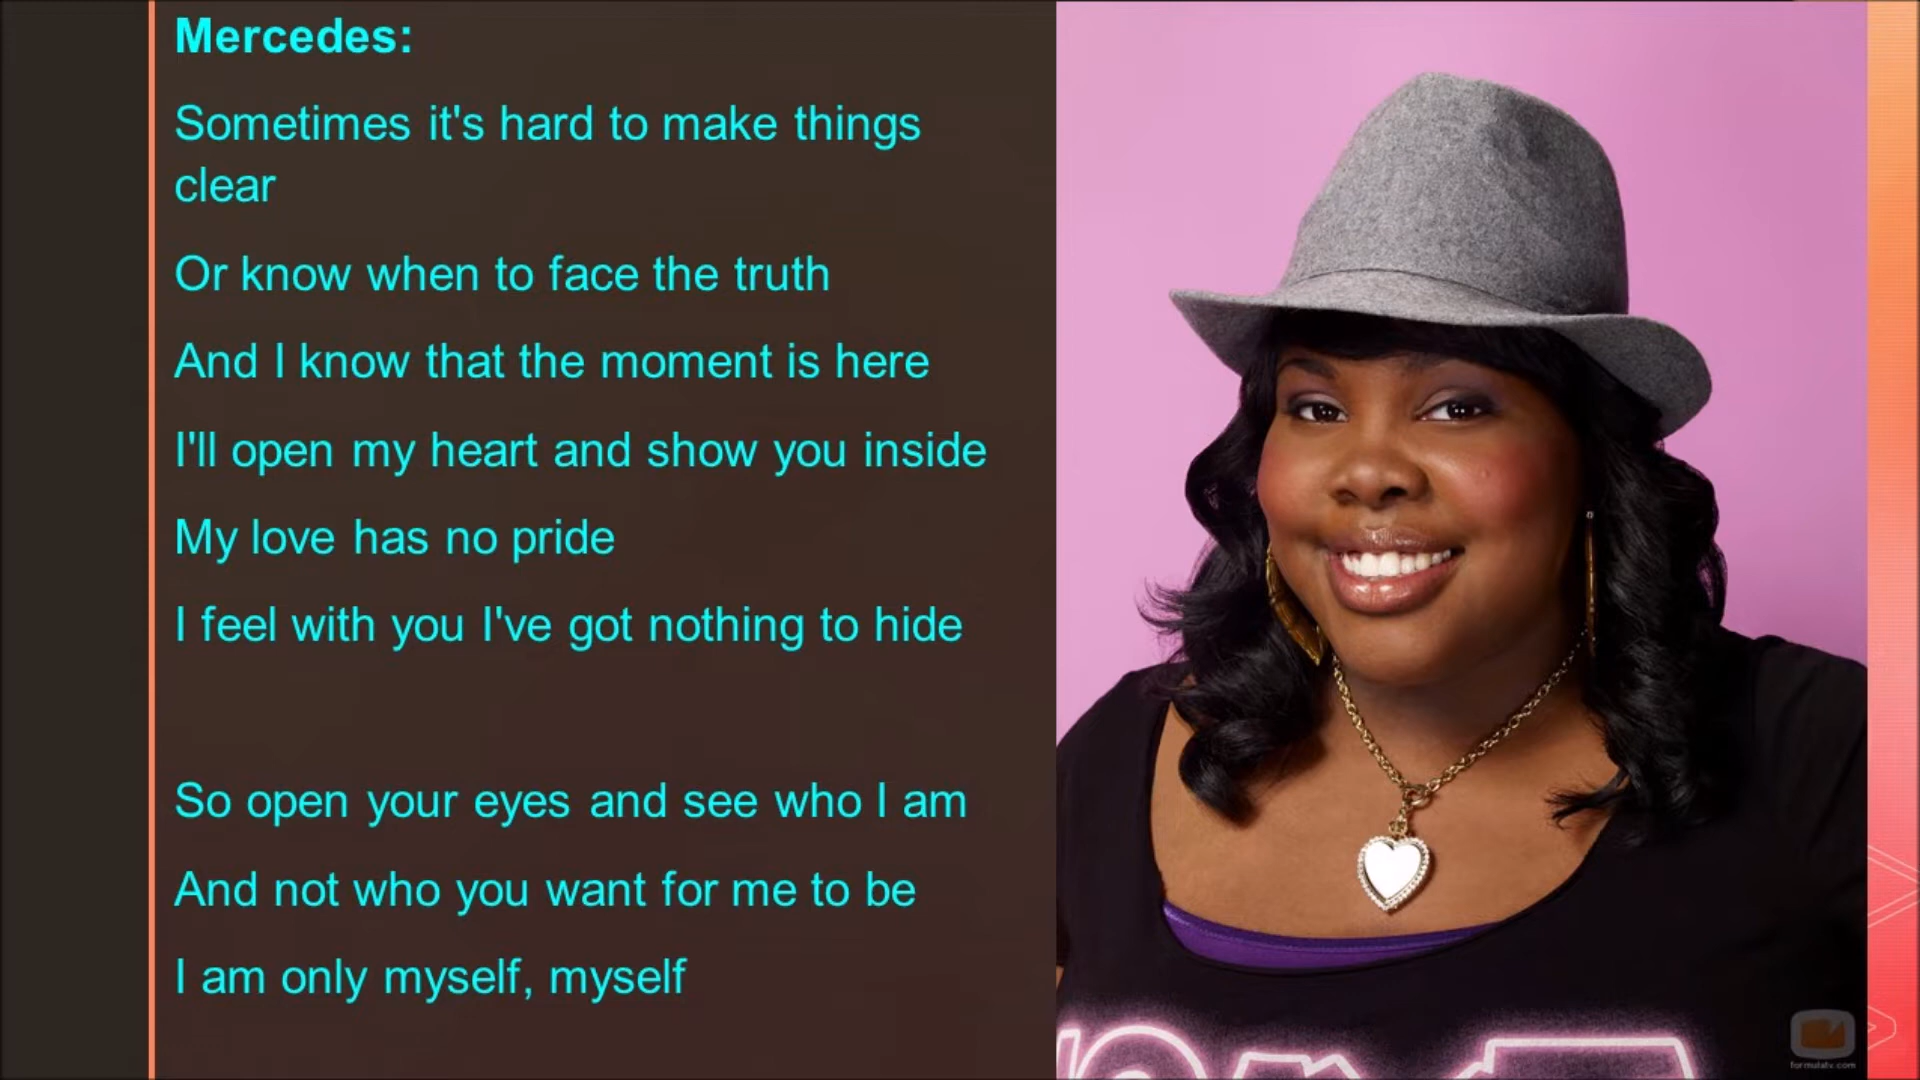 Mercedes:
Sometimes it's hard to make things
clear
Or know when to face the truth
And I know that the moment is here
I'll open my heart and show you inside
My love has no pride
I feel with you I've got nothing to hide
So open your eyes and see who I am
And not who you want for me to be
I am only myself, myself
formulatv.com